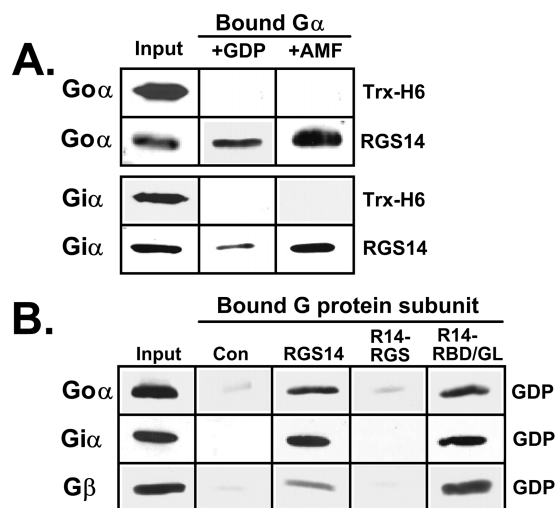 A.
Bound Gα
Input +GDP +AMF
Goα Trx-H6
Goα RGS14
Giα Trx-H6
Giα RGS14
B.
Bound G protein subunit
Input Con RGS14 R14-RGS R14-RBD/GL
Goα GDP
Giα GDP
Gβ GDP